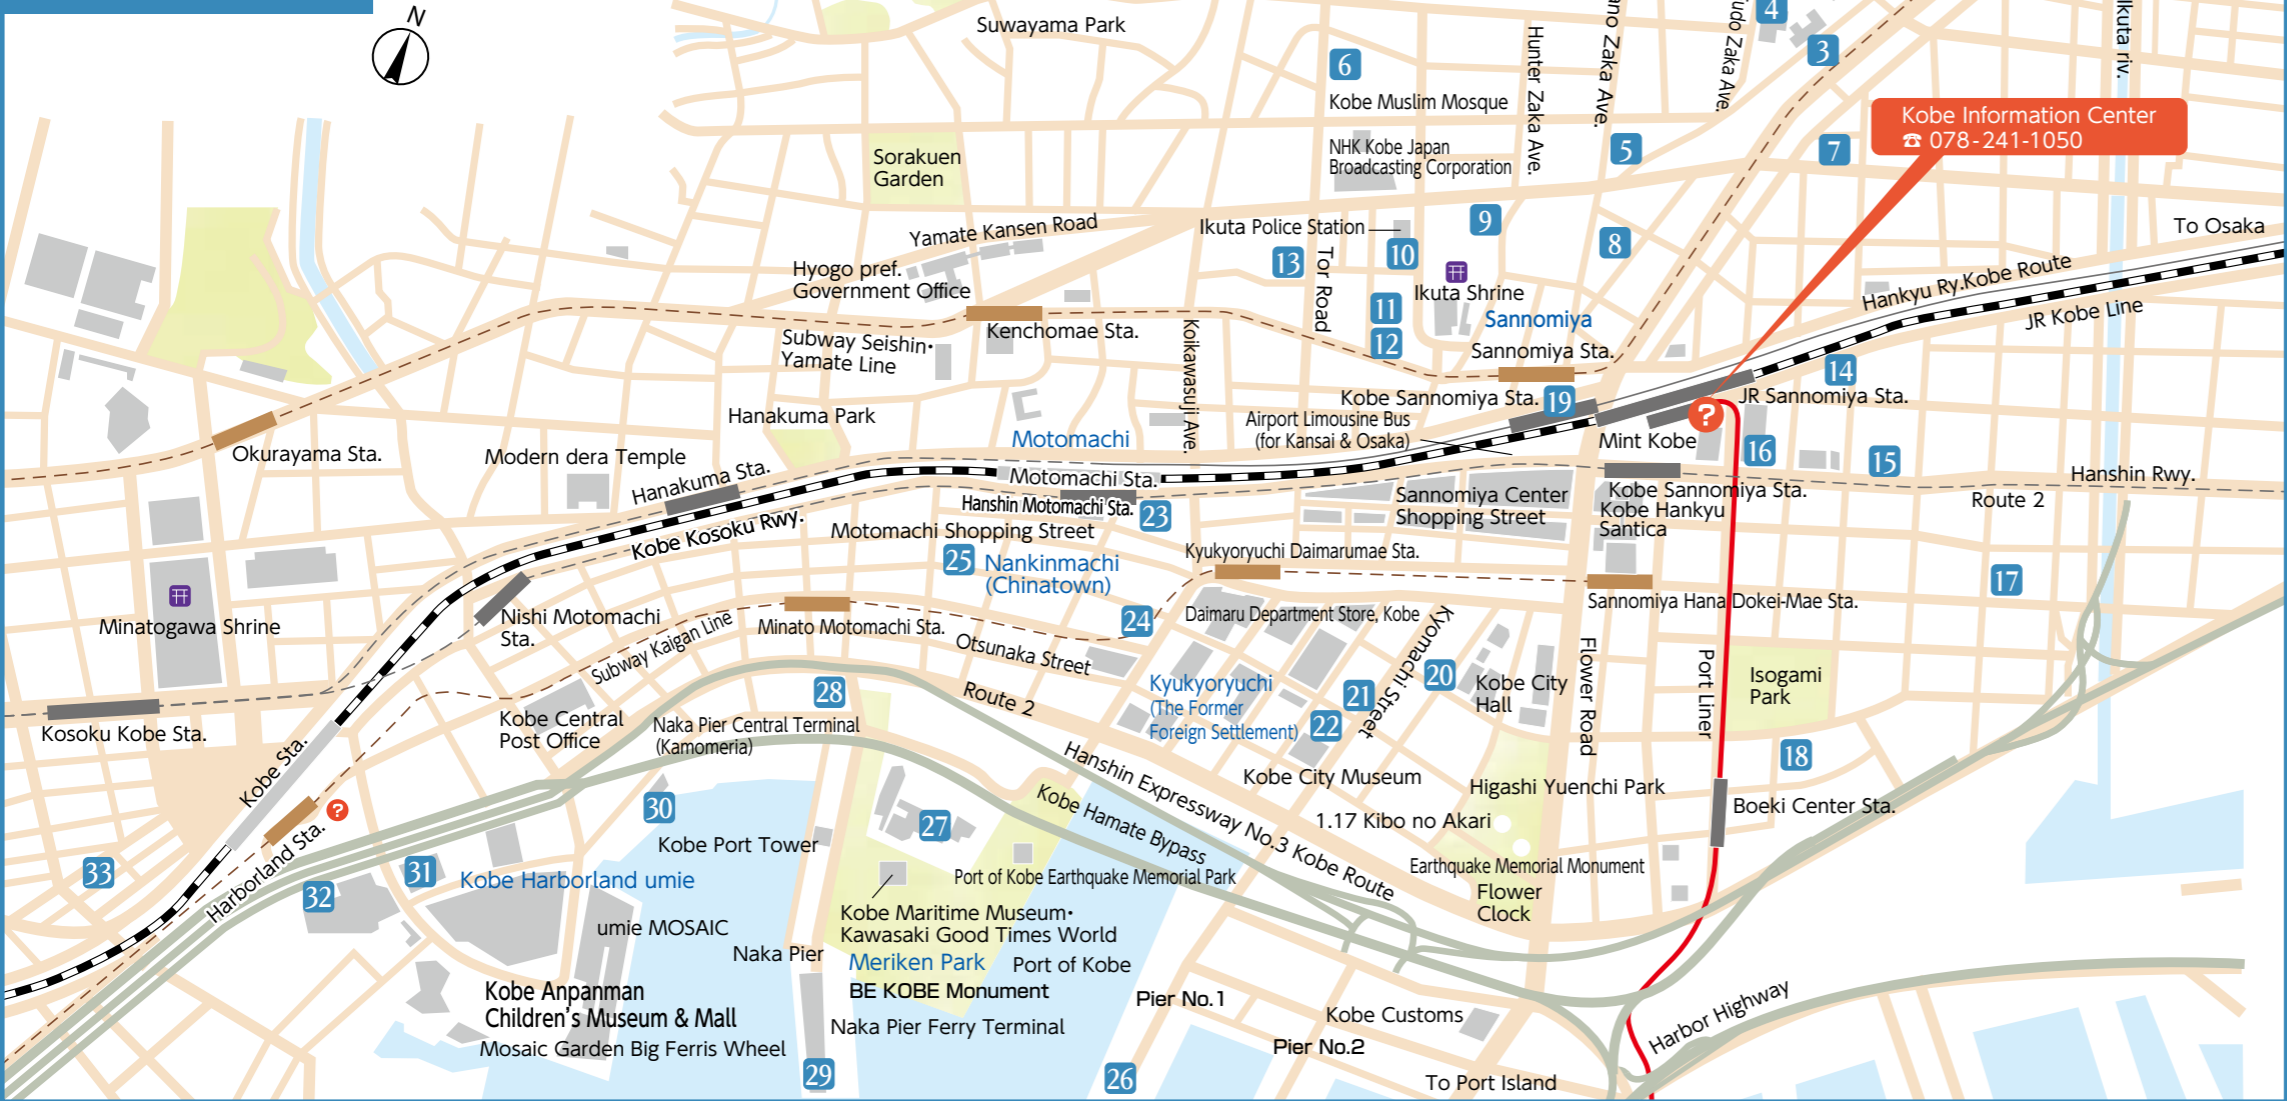 N
Suwayama Park
4
3
6
Kobe Muslim Mosque
Hunter Zaka Ave.
Zaka Ave.
Zaka Ave.
riv.
Kobe Information Center
☎ 078-241-1050
NHK Kobe Japan
Broadcasting Corporation
5
7
Sorakuen
Garden
Yamate Kansen Road
Ikuta Police Station
9
8
10
13
Tor Road
To Osaka
Hyogo pref.
Government Office
Ikuta Shrine
11
12
Sannomiya
Sannomiya Sta.
Hankyu Ry.Kobe Route
JR Kobe Line
Kenchomae Sta.
Subway Seishin・
Yamate Line
Koikawasuji Ave.
14
JR Sannomiya Sta.
Kobe Sannomiya Sta.
19
Airport Limousine Bus
(for Kansai & Osaka)
?
Mint Kobe
16
15
Hanshin Rwy.
Route 2
Okurayama Sta.
Hanakuma Park
Modern dera Temple
Hanakuma Sta.
Motomachi
Motomachi Sta.
Hanshin Motomachi Sta.
23
Sannomiya Center
Shopping Street
Kobe Sannomiya Sta.
Kobe Hankyu
Santica
Kobe Kosoku Rwy.
Motomachi Shopping Street
25
Nankinmachi
(Chinatown)
Kyukyoryuchi Daimarumae Sta.
17
Minatogawa Shrine
Nishi Motomachi
Sta.
Subway Kaigan Line
Minato Motomachi Sta.
24
Otsunaka Street
Daimaru Department Store, Kobe
Sannomiya Hana Dokei-Mae Sta.
Kyomachi Street
20
21
22
Kobe City
Hall
Flower Road
Port Liner
Isogami
Park
Kyukyoryuchi
(The Former
Foreign Settlement)
28
Route 2
Kosoku Kobe Sta.
Kobe Central
Post Office
Naka Pier Central Terminal
(Kamomeria)
Kobe Sta.
Hanshin Expressway No.3 Kobe Route
Kobe City Museum
18
Higashi Yuenchi Park
Boeki Center Sta.
Kobe Hamate Bypass
1.17 Kibo no Akari
Earthquake Memorial Monument
Flower
Clock
?
Harborland Sta.
30
Kobe Port Tower
27
Port of Kobe Earthquake Memorial Park
33
32
31
Kobe Harborland umie
umie MOSAIC
Kobe Maritime Museum・
Kawasaki Good Times World
Naka Pier
Meriken Park
Port of Kobe
BE KOBE Monument
Kobe Anpanman
Children's Museum & Mall
Mosaic Garden Big Ferris Wheel
Naka Pier Ferry Terminal
Pier No.1
Pier No.2
Kobe Customs
Harbor Highway
29
26
To Port Island